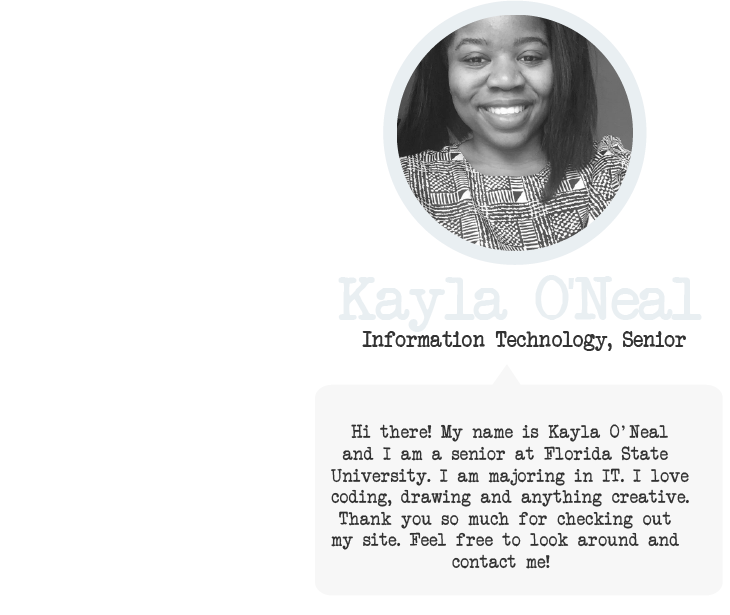 Kayla O'Neal
Information Technology, Senior
Hi there! My name is Kayla O'Neal
and I am a senior at Florida State
University. I am majoring in IT. I love
coding, drawing and anything creative.
Thank you so much for checking out
my site. Feel free to look around and
contact me!